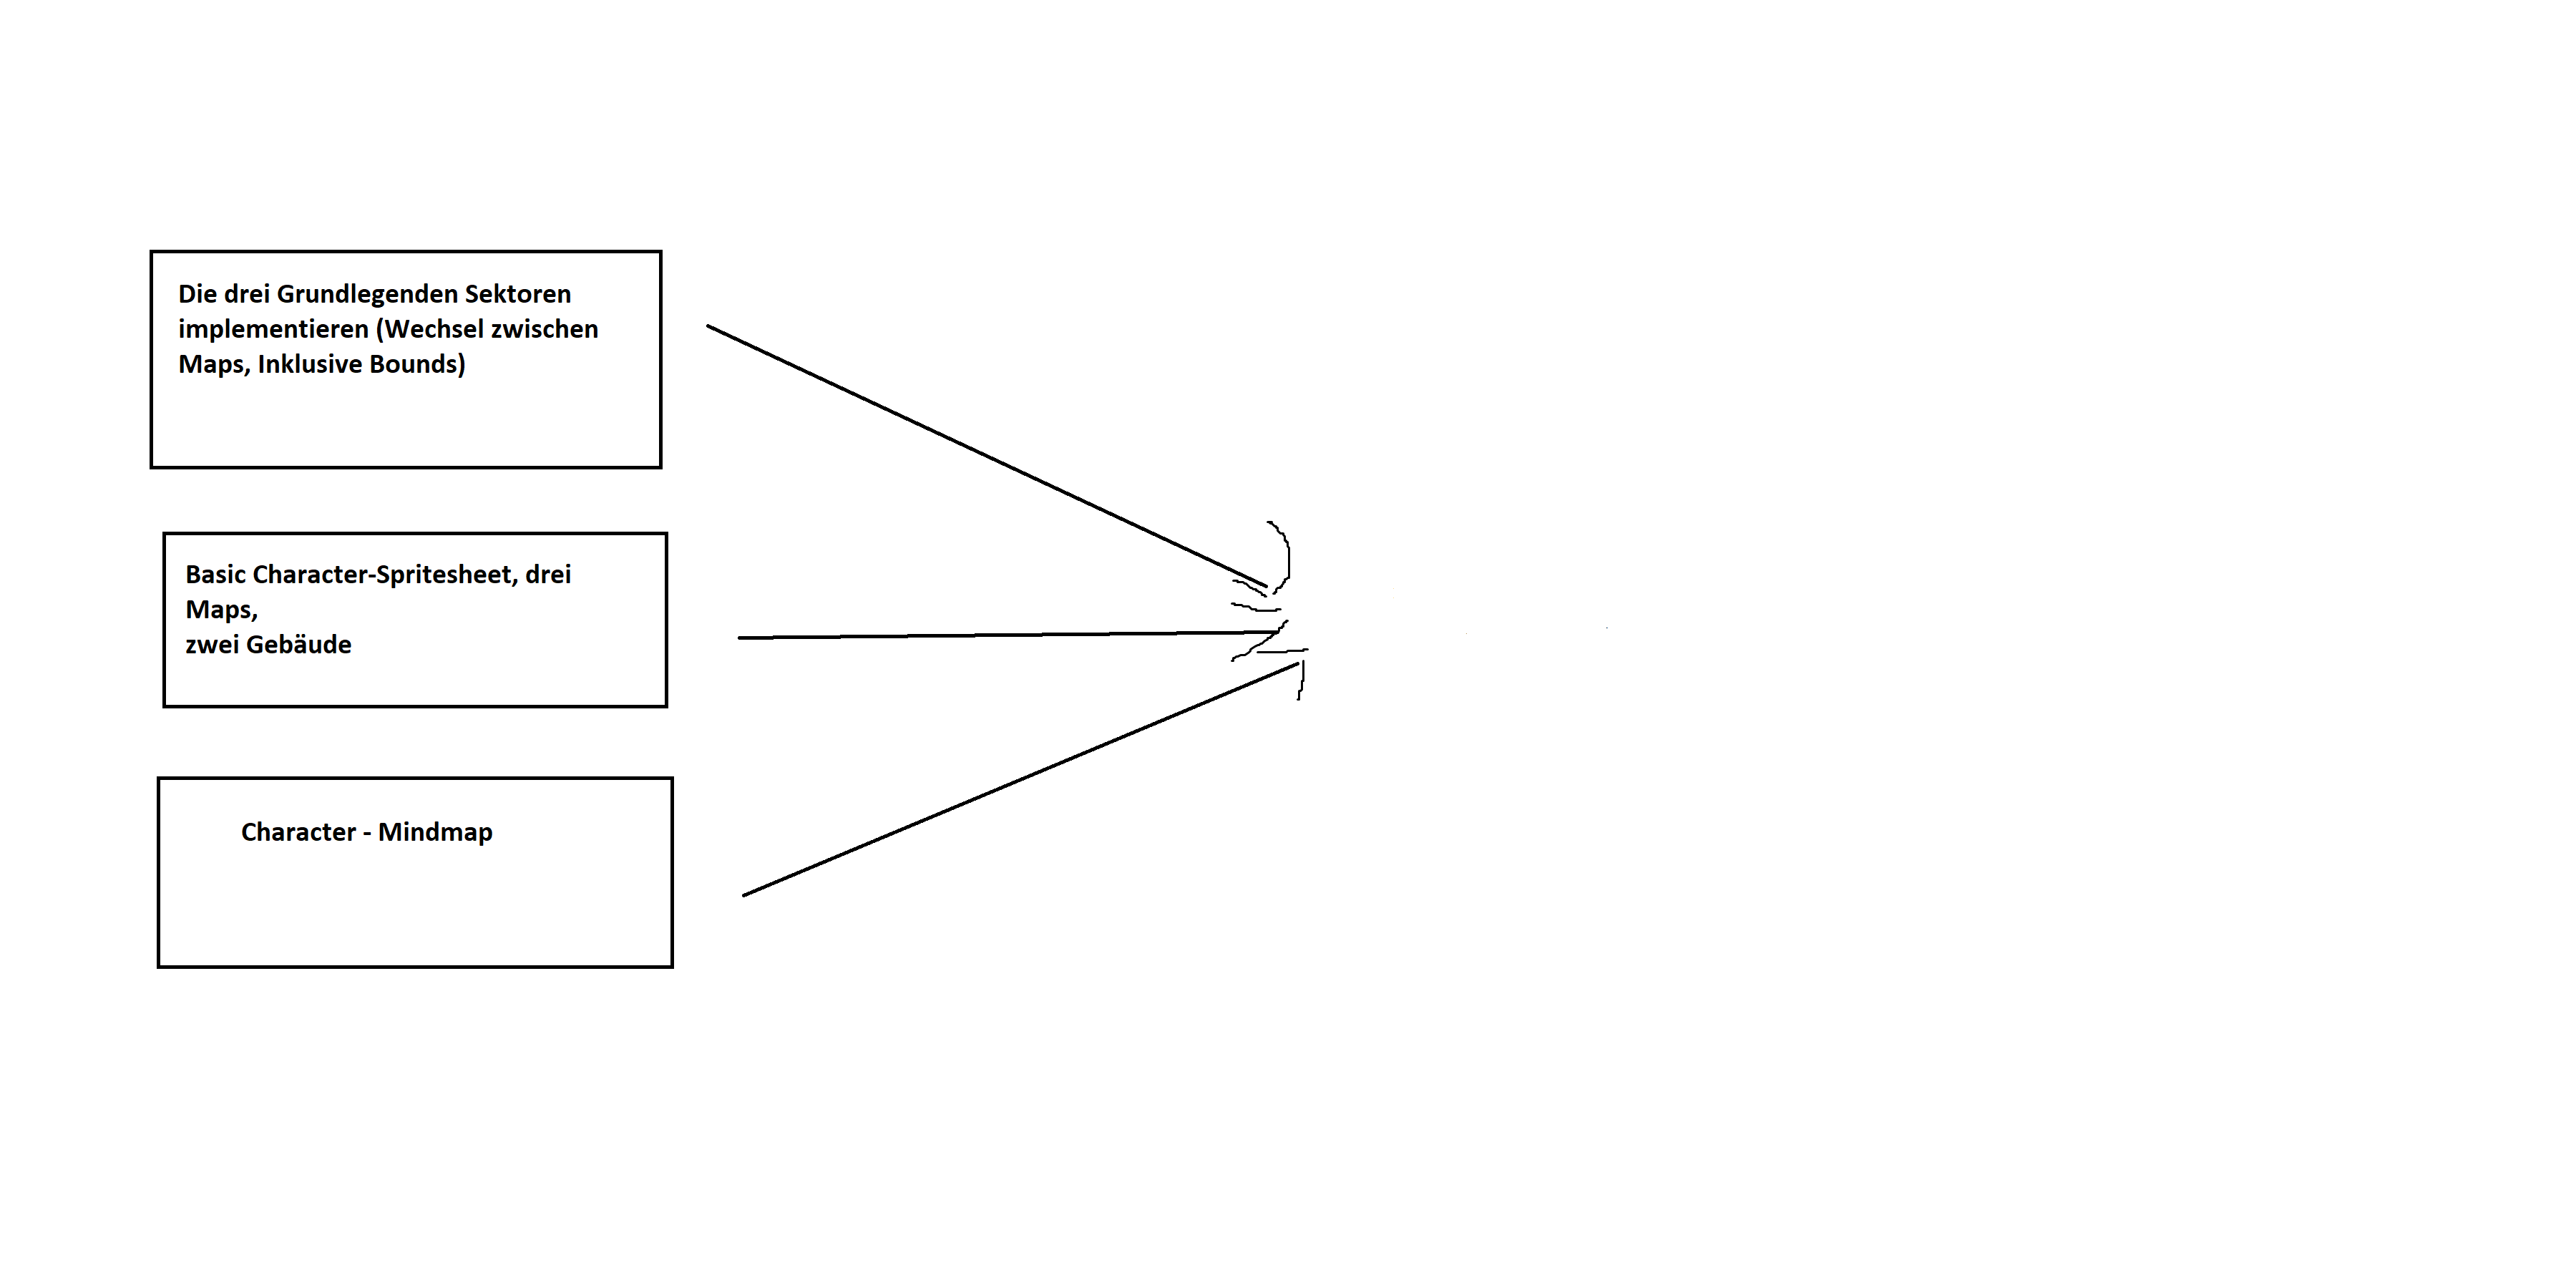 Die drei Grundlegenden Sektoren
implementieren (Wechsel zwischen
Maps, Inklusive Bounds)
Basic Character-Spritesheet, drei
Maps,
zwei Gebäude
Character - Mindmap